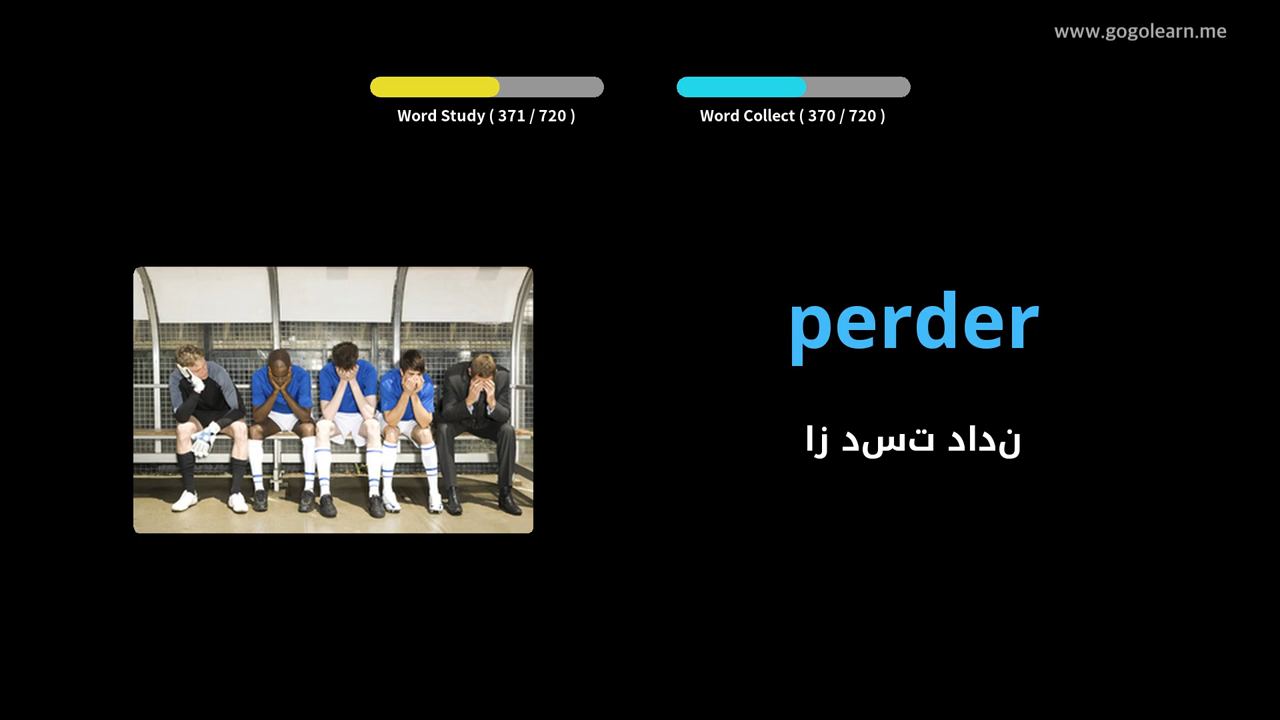 www.gogolearn.me
Word Study ( 371 / 720 )
Word Collect ( 370 / 720 )
perder
از دست دادن